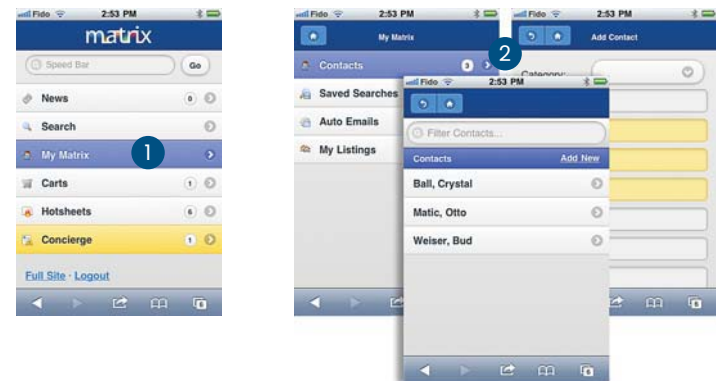 Fido 2:53 PM
matrix
Speed Bar Go
News 0
Search
My Matrix 1
Carts 1
Hotsheets 6
Concierge 1
Full Site · Logout
6
Fido 2:53 PM
My Matrix
Contacts 3
2
Saved Searches
Auto Emails
My Listings
Fido 2:53 PM
Add Contact
Category:
6
Fido 2:53 PM
Filter Contacts...
Contacts Add New
Ball, Crystal
Matic, Otto
Weiser, Bud
6